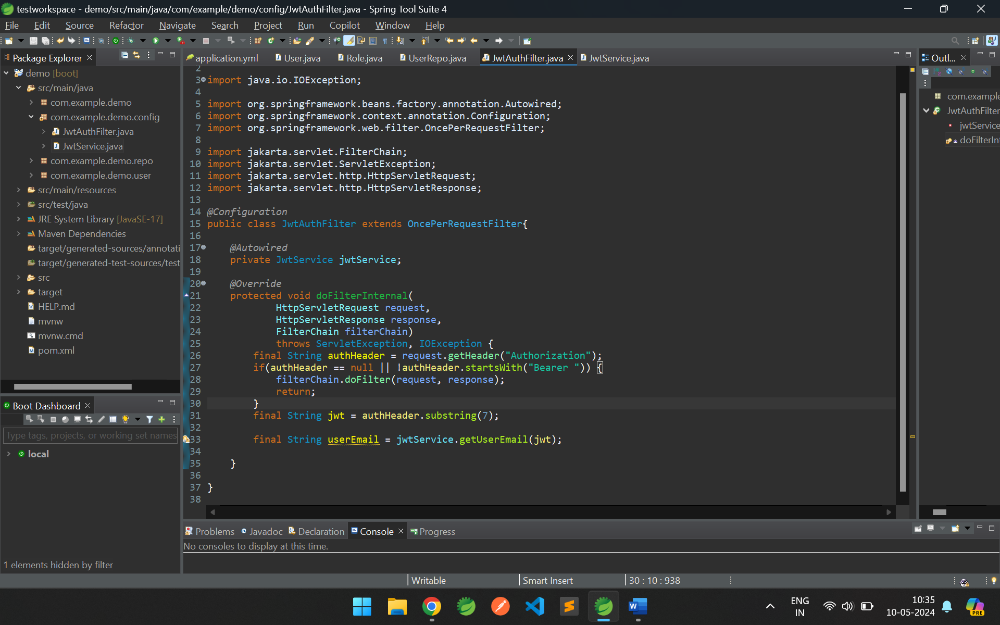 testworkspace - demo/src/main/java/com/example/demo/config/JwtAuthFilter.java - Spring Tool Suite 4
File Edit Source Refactor Navigate Search Project Run Copilot Window Help
Package Explorer
demo [boot]
src/main/java
com.example.demo
com.example.demo.config
JwtAuthFilter.java
JwtService.java
com.example.demo.repo
com.example.demo.user
src/main/resources
src/test/java
JRE System Library [JavaSE-17]
Maven Dependencies
target/generated-sources/annotati
target/generated-test-sources/test
src
target
HELP.md
mvnw
mvnw.cmd
pom.xml
Boot Dashboard
Type tags, projects, or working set names
local
1 elements hidden by filter
application.yml User.java Role.java UserRepo.java JwtAuthFilter.java JwtService.java
2
3 import java.io.IOException;
4
5 import org.springframework.beans.factory.annotation.Autowired;
6 import org.springframework.context.annotation.Configuration;
7 import org.springframework.web.filter.OncePerRequestFilter;
8
9 import jakarta.servlet.FilterChain;
10 import jakarta.servlet.ServletException;
11 import jakarta.servlet.http.HttpServletRequest;
12 import jakarta.servlet.http.HttpServletResponse;
13
14 @Configuration
15 public class JwtAuthFilter extends OncePerRequestFilter{
16
17 @Autowired
18 private JwtService jwtService;
19
20 @Override
21 protected void doFilterInternal(
22 HttpServletRequest request,
23 HttpServletResponse response,
24 FilterChain filterChain)
25 throws ServletException, IOException {
26 final String authHeader = request.getHeader("Authorization");
27 if(authHeader == null || !authHeader.startsWith("Bearer ")) {
28 filterChain.doFilter(request, response);
29 return;
30 }
31 final String jwt = authHeader.substring(7);
32
33 final String userEmail = jwtService.getUserEmail(jwt);
34
35 }
36
37 }
38
Outl...
com.example
JwtAuthFilter
jwtService
doFilterInt
Problems Javadoc Declaration Console Progress
No consoles to display at this time.
Writable Smart Insert 30 : 10 : 938
ENG
IN
10:35
10-05-2024
PRE